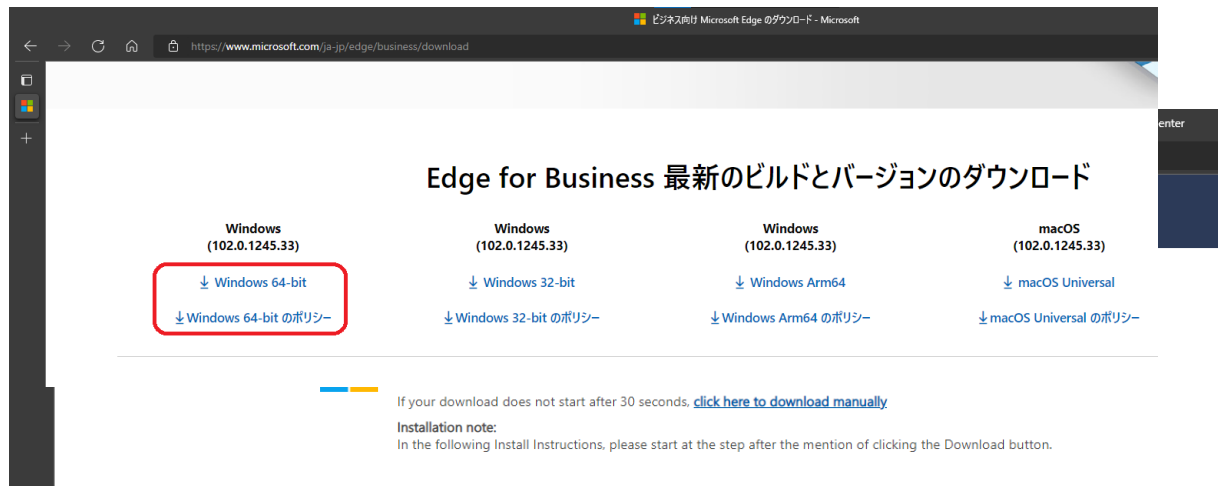 ビジネス向け Microsoft Edge のダウンロード - Microsoft
https://www.microsoft.com/ja-jp/edge/business/download
enter
Edge for Business 最新のビルドとバージョンのダウンロード
Windows
(102.0.1245.33)
Windows 64-bit
Windows 64-bit のポリシー
Windows
(102.0.1245.33)
Windows 32-bit
Windows 32-bit のポリシー
Windows
(102.0.1245.33)
Windows Arm64
Windows Arm64 のポリシー
macOS
(102.0.1245.33)
macOS Universal
macOS Universal のポリシー
If your download does not start after 30 seconds, click here to download manually
Installation note:
In the following Install Instructions, please start at the step after the mention of clicking the Download button.